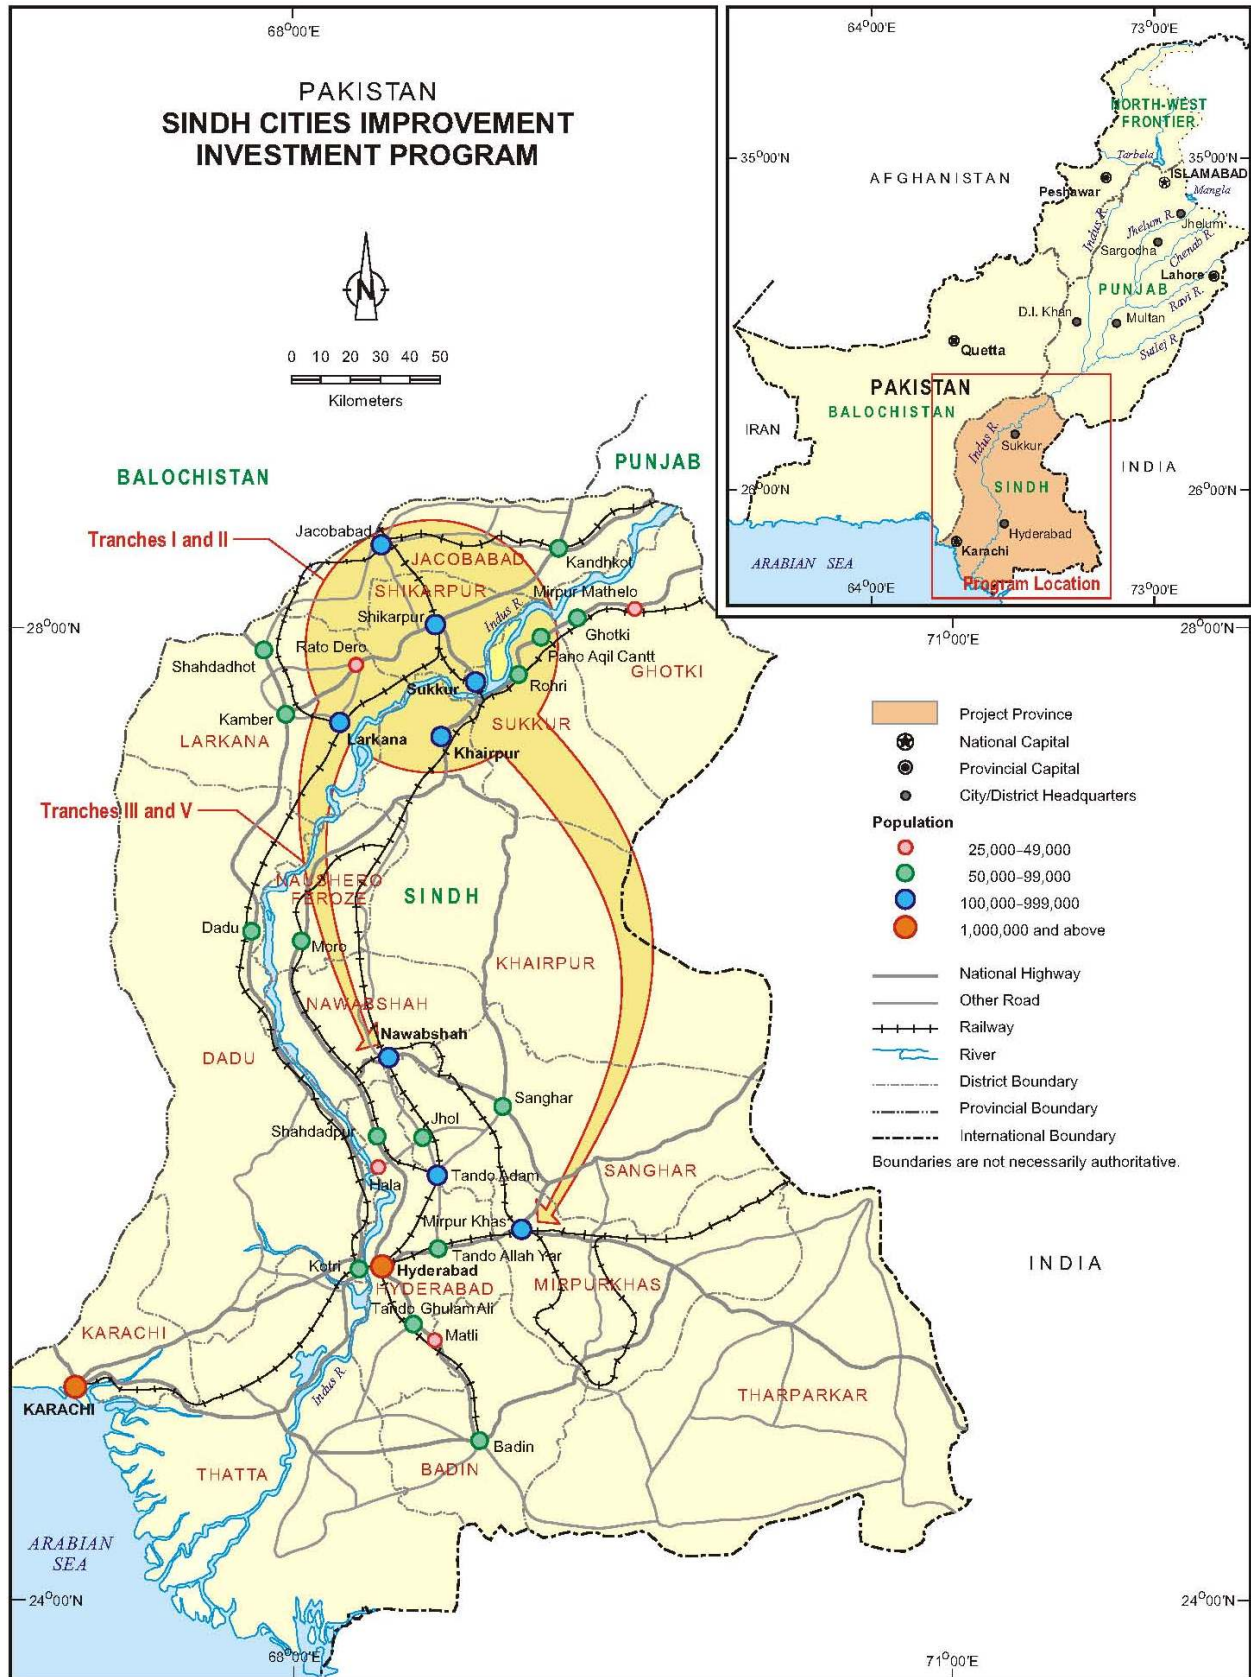 68°00'E
PAKISTAN
SINDH CITIES IMPROVEMENT
INVESTMENT PROGRAM
N
0 10 20 30 40 50
Kilometers
BALOCHISTAN
PUNJAB
Tranches I and II
Jacobabad
JACOBABAD
Kandhkot
SHIKARPUR
Mirpur Mathelo
Indus R.
Shikarpur
28°00'N
Ghotki
Rato Dero
Pano Aqil Cantt
Shahdadhot
GHOTKI
Sukkur
Rohri
Kamber
SUKKUR
LARKANA
Larkana
Khairpur
Tranches III and V
NAUSHERO
FEROZE
SINDH
Dadu
Moro
KHAIRPUR
NAWABSHAH
Nawabshah
DADU
Sanghar
Jhol
Shahdadpur
SANGHAR
Tando Adam
Hala
Mirpur Khas
Tando Allah Yar
Kotri
Hyderabad
HYDERABAD
MIRPURKHAS
Tando Ghulam Ali
KARACHI
Matli
Indus R.
KARACHI
THARPARKAR
Badin
THATTA
BADIN
ARABIAN
SEA
24°00'N
68°00'E
64°00'E
73°00'E
NORTH-WEST
FRONTIER
35°00'N
Tarbela
35°00'N
AFGHANISTAN
ISLAMABAD
Peshawar
Mangla
Indus R.
Jhelum R.
Jhelum
Sargodha
Chenab R.
Lahore
PUNJAB
Ravi R.
D.I. Khan
Multan
Sutlej R.
Quetta
PAKISTAN
BALOCHISTAN
IRAN
Indus R.
Sukkur
INDIA
26°00'N
SINDH
26°00'N
Hyderabad
Karachi
ARABIAN SEA
Program Location
64°00'E
73°00'E
71°00'E
28°00'N
Project Province
National Capital
Provincial Capital
City/District Headquarters
Population
25,000–49,000
50,000–99,000
100,000–999,000
1,000,000 and above
National Highway
Other Road
Railway
River
District Boundary
Provincial Boundary
International Boundary
Boundaries are not necessarily authoritative.
INDIA
24°00'N
71°00'E